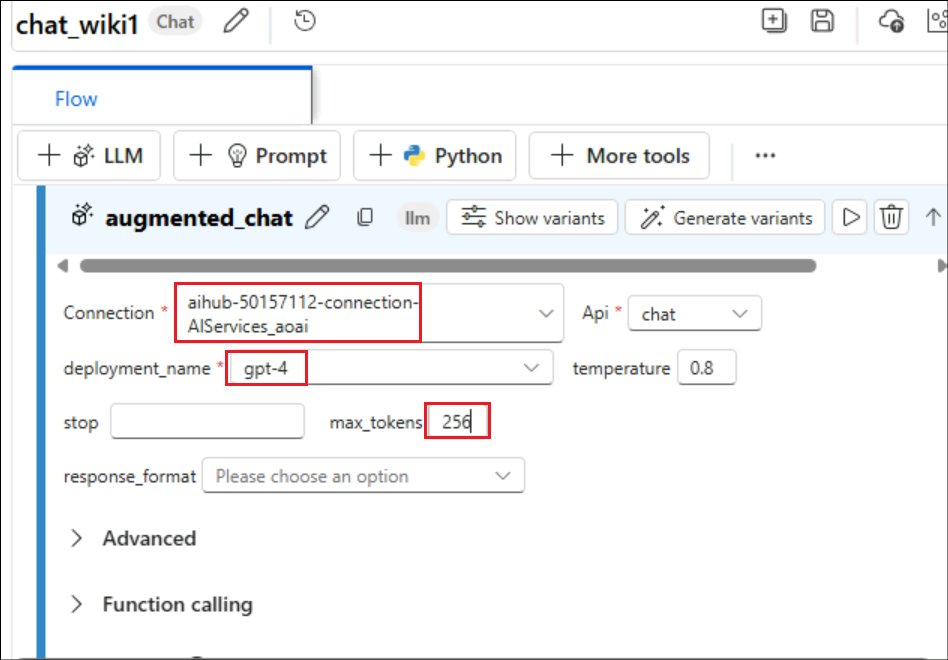 chat_wiki1 Chat
Flow
LLM Prompt Python More tools ...
augmented_chat llm Show variants Generate variants
Connection * aihub-50157112-connection-
AIServices_aoai
Api * chat
deployment_name * gpt-4 temperature 0.8
stop max_tokens 256
response_format Please choose an option
Advanced
Function calling